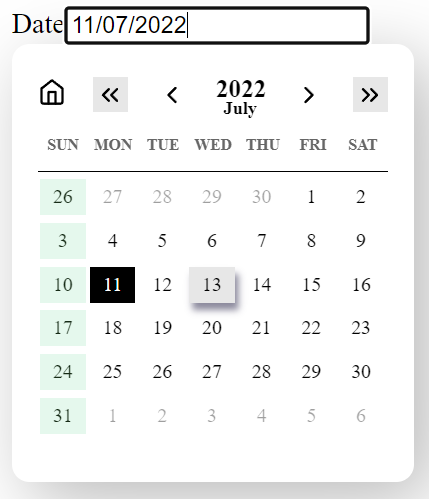 Date 11/07/2022
2022
July
SUN MON TUE WED THU FRI SAT
26 27 28 29 30 1 2
3 4 5 6 7 8 9
10 11 12 13 14 15 16
17 18 19 20 21 22 23
24 25 26 27 28 29 30
31 1 2 3 4 5 6